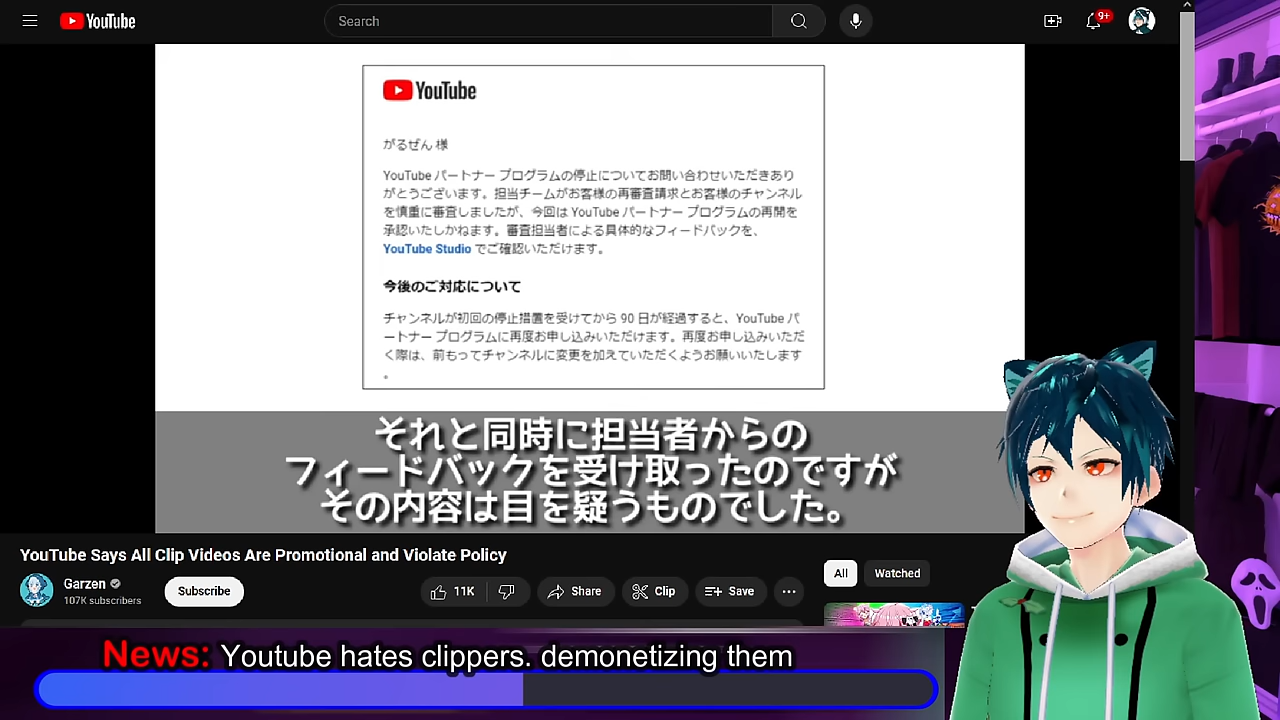 YouTube
Search
9+
YouTube
がるぜん 様
YouTube パートナー プログラムの停止についてお問い合わせいただきあり
がとうございます。担当チームがお客様の再審査請求とお客様のチャンネル
を慎重に審査しましたが、今回は YouTube パートナー プログラムの再開を
承認いたしかねます。審査担当者による具体的なフィードバックを、
YouTube Studio でご確認いただけます。
今後のご対応について
チャンネルが初回の停止措置を受けてから 90 日が経過すると、YouTube パ
ートナー プログラムに再度お申し込みいただけます。再度お申し込みいただ
く際は、前もってチャンネルに変更を加えていただくようお願いいたします
。
それと同時に担当者からの
フィードバックを受け取ったのですが
その内容は目を疑うものでした。
YouTube Says All Clip Videos Are Promotional and Violate Policy
Garzen
107K subscribers
Subscribe
11K
Share
Clip
Save
All
Watched
News: Youtube hates clippers. demonetizing them